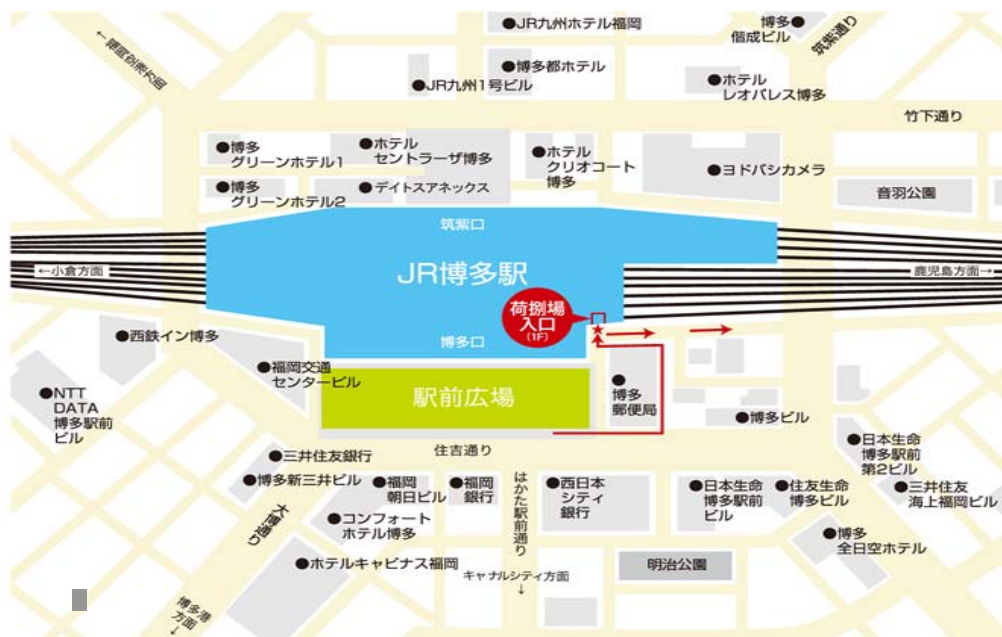 ●JR九州ホテル福岡
博多●
偕成ビル
筑紫通り
←福岡空港方面
●博多都ホテル
●JR九州1号ビル
●ホテル
レオパレス博多
竹下通り
●博多
グリーンホテル1
●ホテル
セントラーザ博多
●ホテル
クリオコート
博多
●ヨドバシカメラ
●博多
グリーンホテル2
●デイトスアネックス
音羽公園
筑紫口
JR博多駅
←小倉方面
鹿児島方面→
荷捌場
入口
(1F)
博多口
●西鉄イン博多
●福岡交通
センタービル
駅前広場
●
博多
郵便局
●NTT
DATA
博多駅前
ビル
●博多ビル
住吉通り
●日本生命
博多駅前
第2ビル
●三井住友銀行
●博多新三井ビル
●福岡
朝日ビル
●福岡
銀行
はかた駅前通り
●西日本
シティ
銀行
●日本生命
博多駅前
ビル
●住友生命
博多ビル
●三井住友
海上福岡ビル
大博通り
●コンフォート
ホテル博多
●博多
全日空ホテル
●ホテルキャビナス福岡
キャナルシティ方面
↓
明治公園
博多港
方面
↓